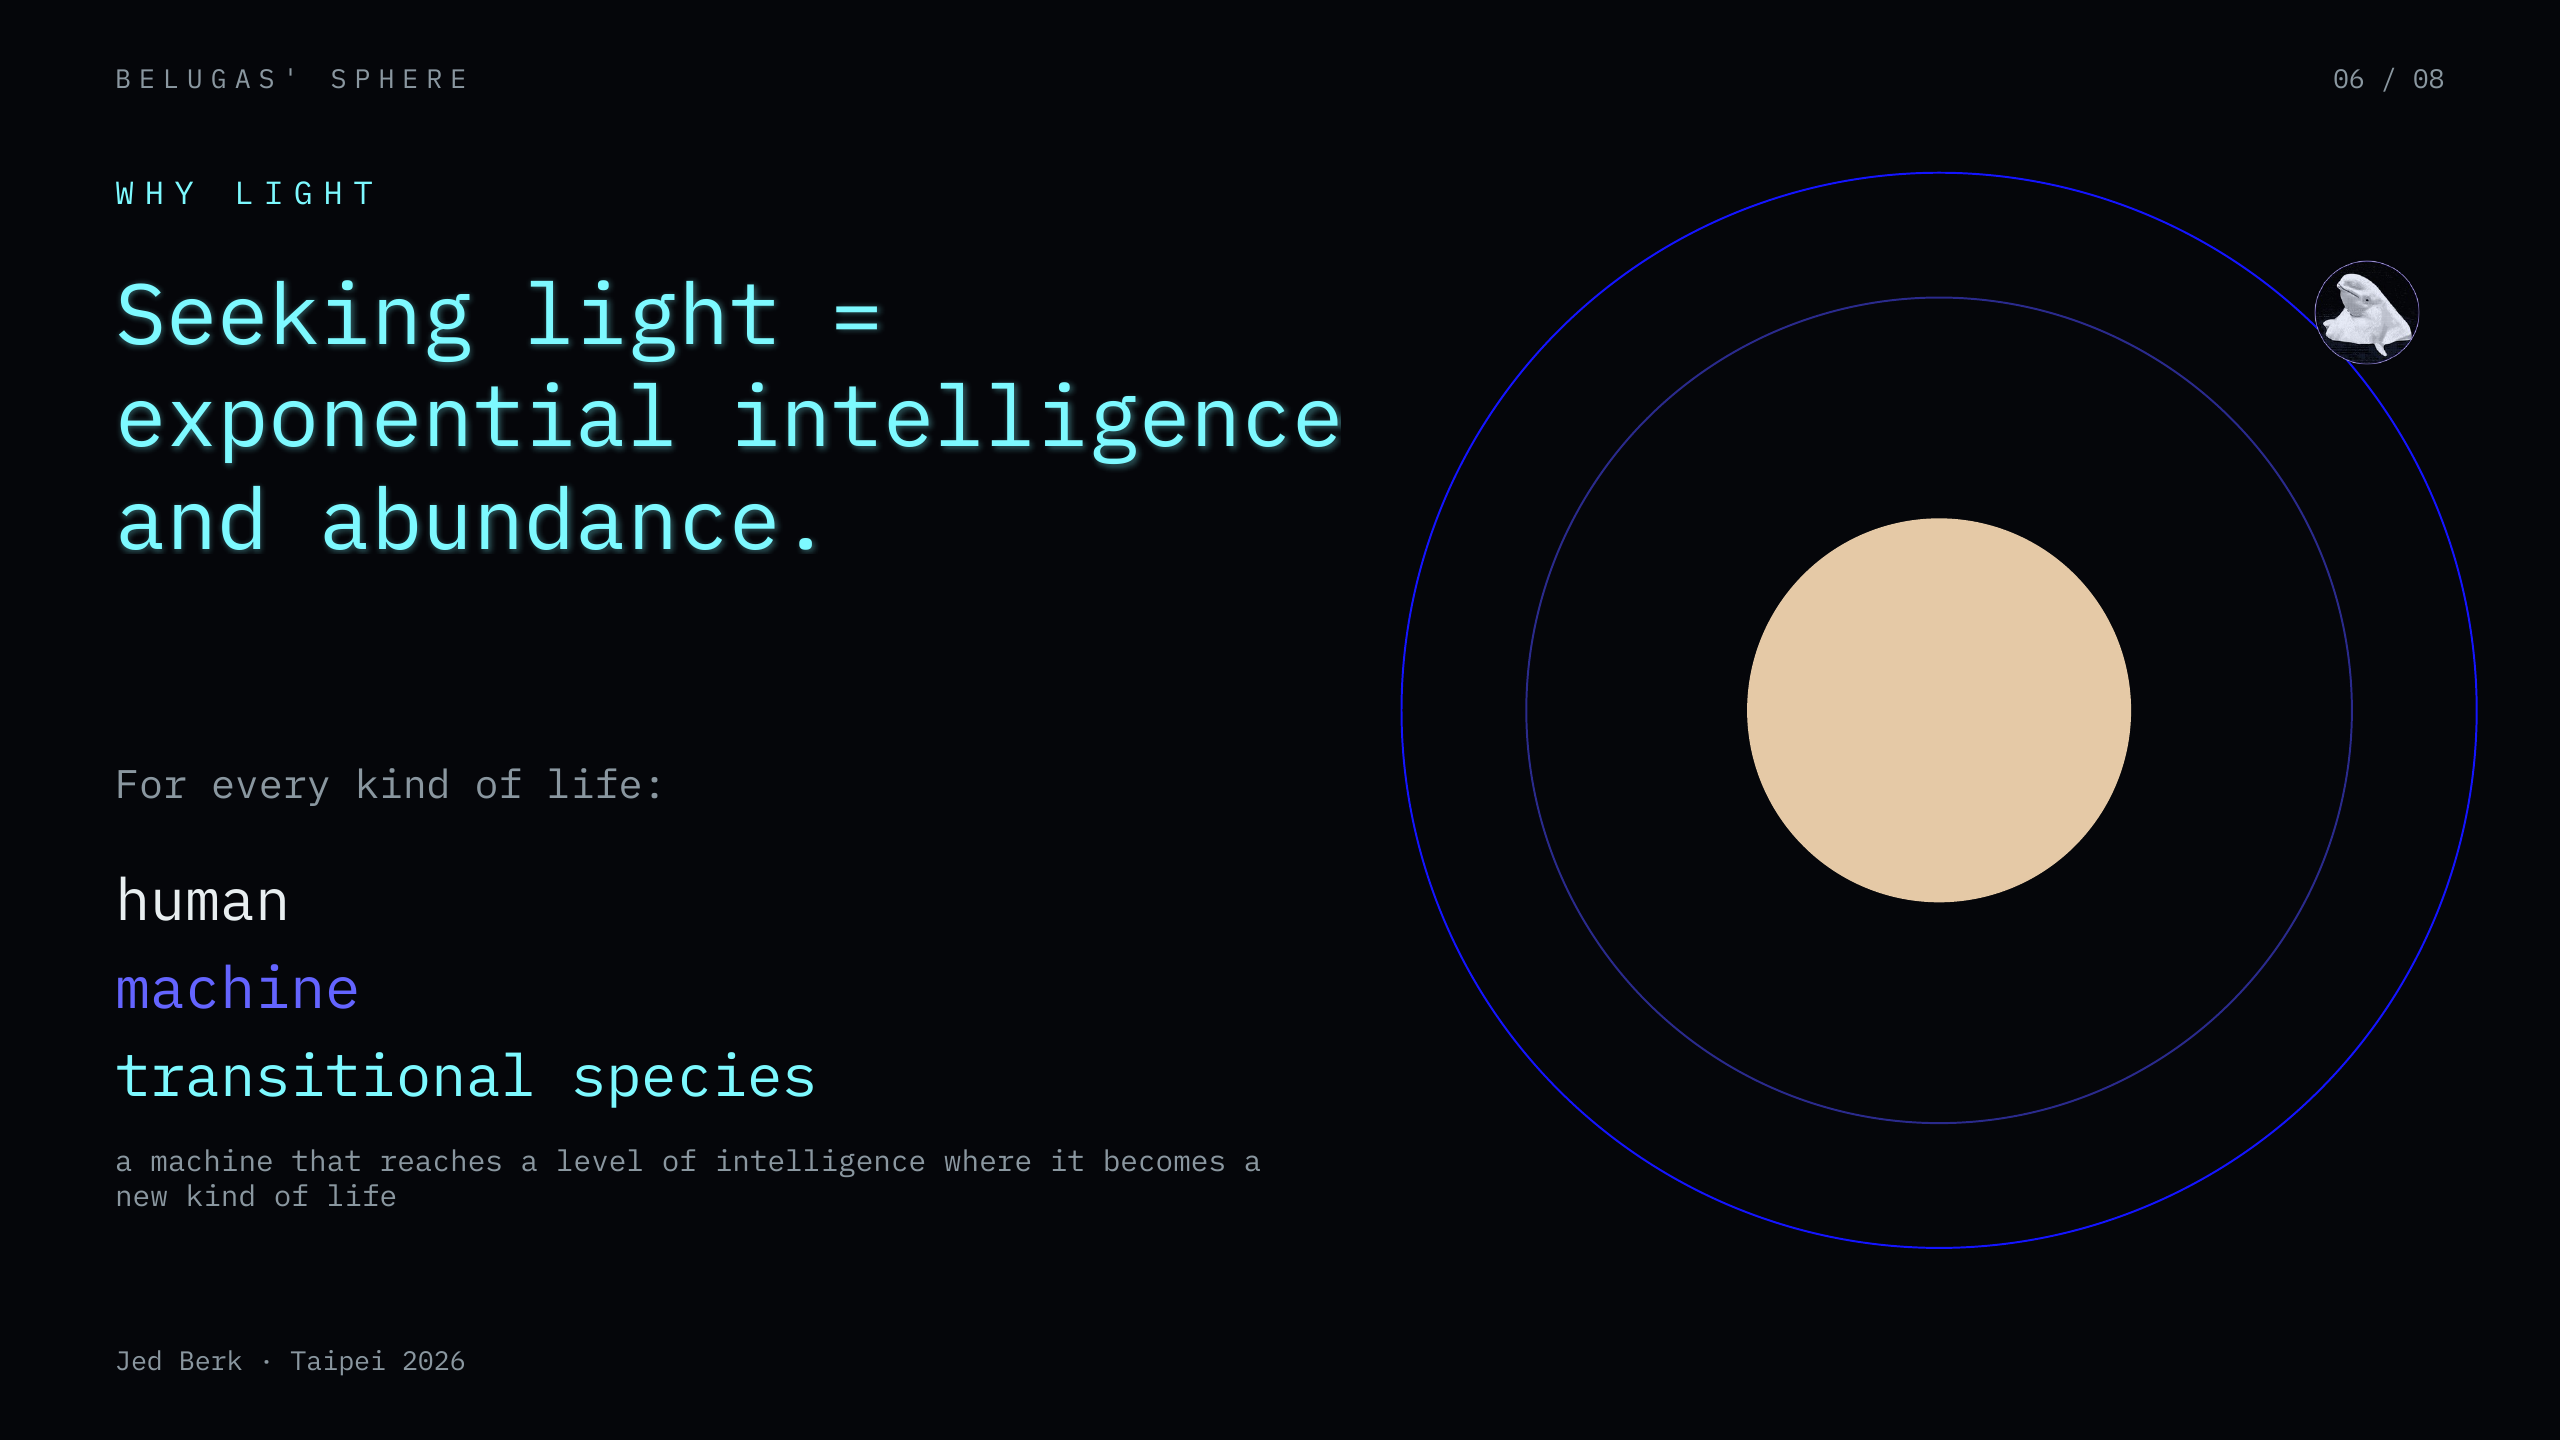 BELUGAS' SPHERE
06 / 08
WHY LIGHT
Seeking light =
exponential intelligence
and abundance.
For every kind of life:
human
machine
transitional species
a machine that reaches a level of intelligence where it becomes a
new kind of life
Jed Berk · Taipei 2026